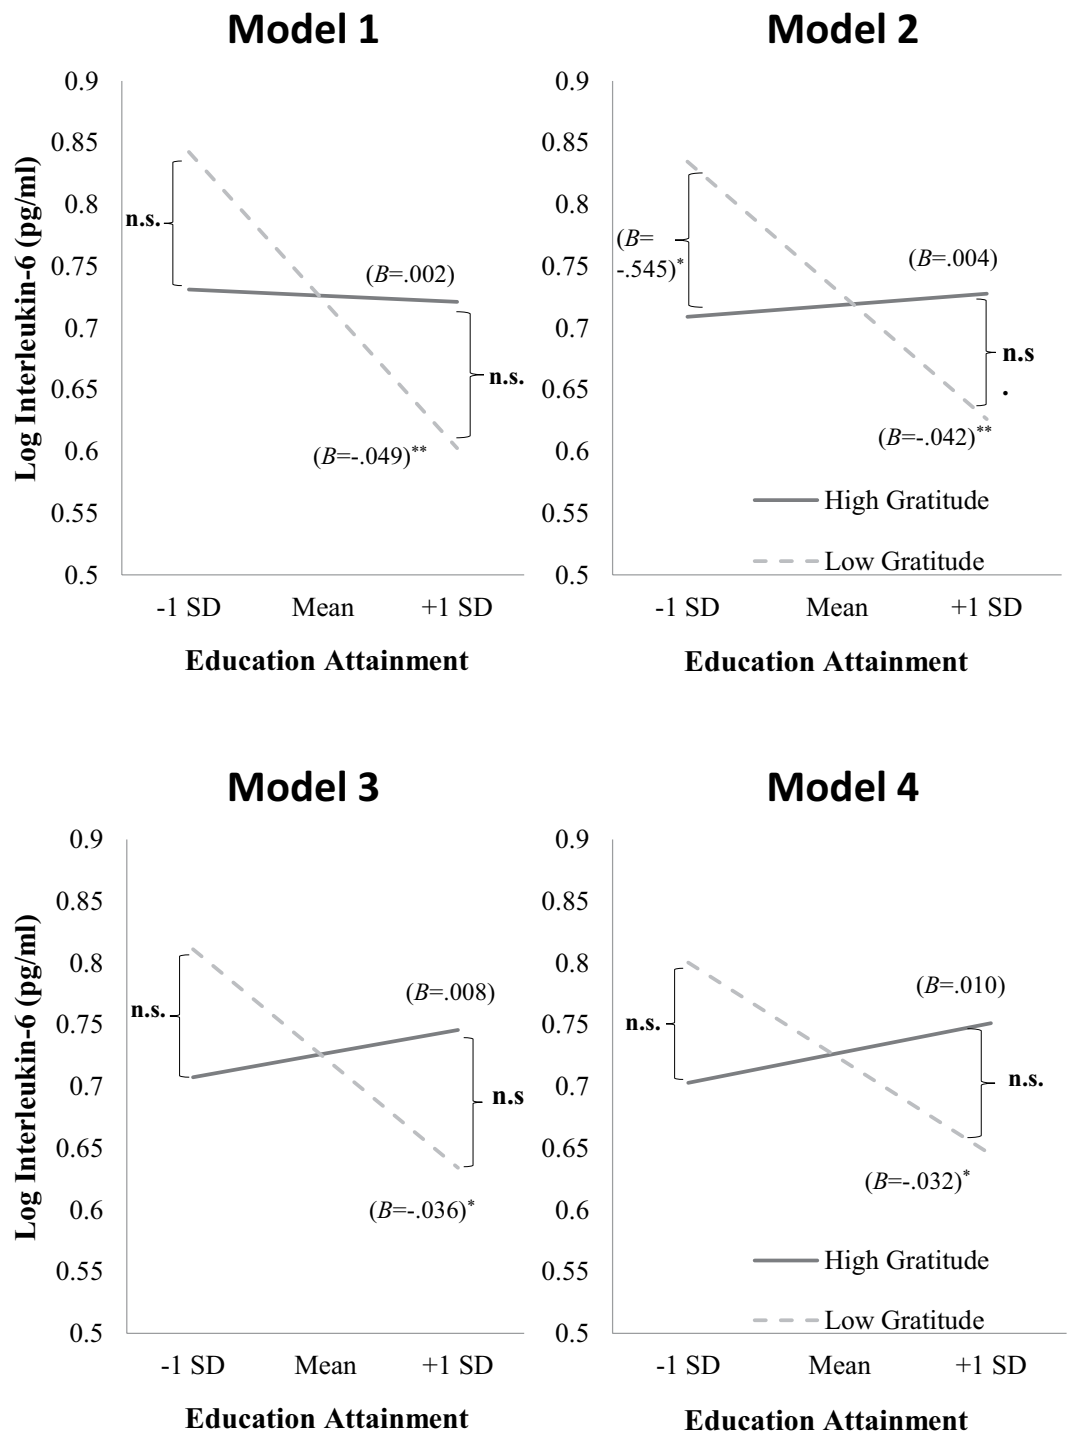 Model 1
Model 2
0.9
0.85
0.8
0.75
0.7
0.65
0.6
0.55
0.5
Log Interleukin-6 (pg/ml)
n.s.
(B=.002)
n.s.
(B=-.049)**
-1 SD
Mean
+1 SD
Education Attainment
0.9
0.85
0.8
0.75
0.7
0.65
0.6
0.55
0.5
(B=
-.545)*
(B=.004)
n.s
.
(B=-.042)**
High Gratitude
Low Gratitude
-1 SD
Mean
+1 SD
Education Attainment
Model 3
Model 4
0.9
0.85
0.8
0.75
0.7
0.65
0.6
0.55
0.5
Log Interleukin-6 (pg/ml)
n.s.
(B=.008)
n.s
(B=-.036)*
-1 SD
Mean
+1 SD
Education Attainment
0.9
0.85
0.8
0.75
0.7
0.65
0.6
0.55
0.5
n.s.
(B=.010)
n.s.
(B=-.032)*
High Gratitude
Low Gratitude
-1 SD
Mean
+1 SD
Education Attainment